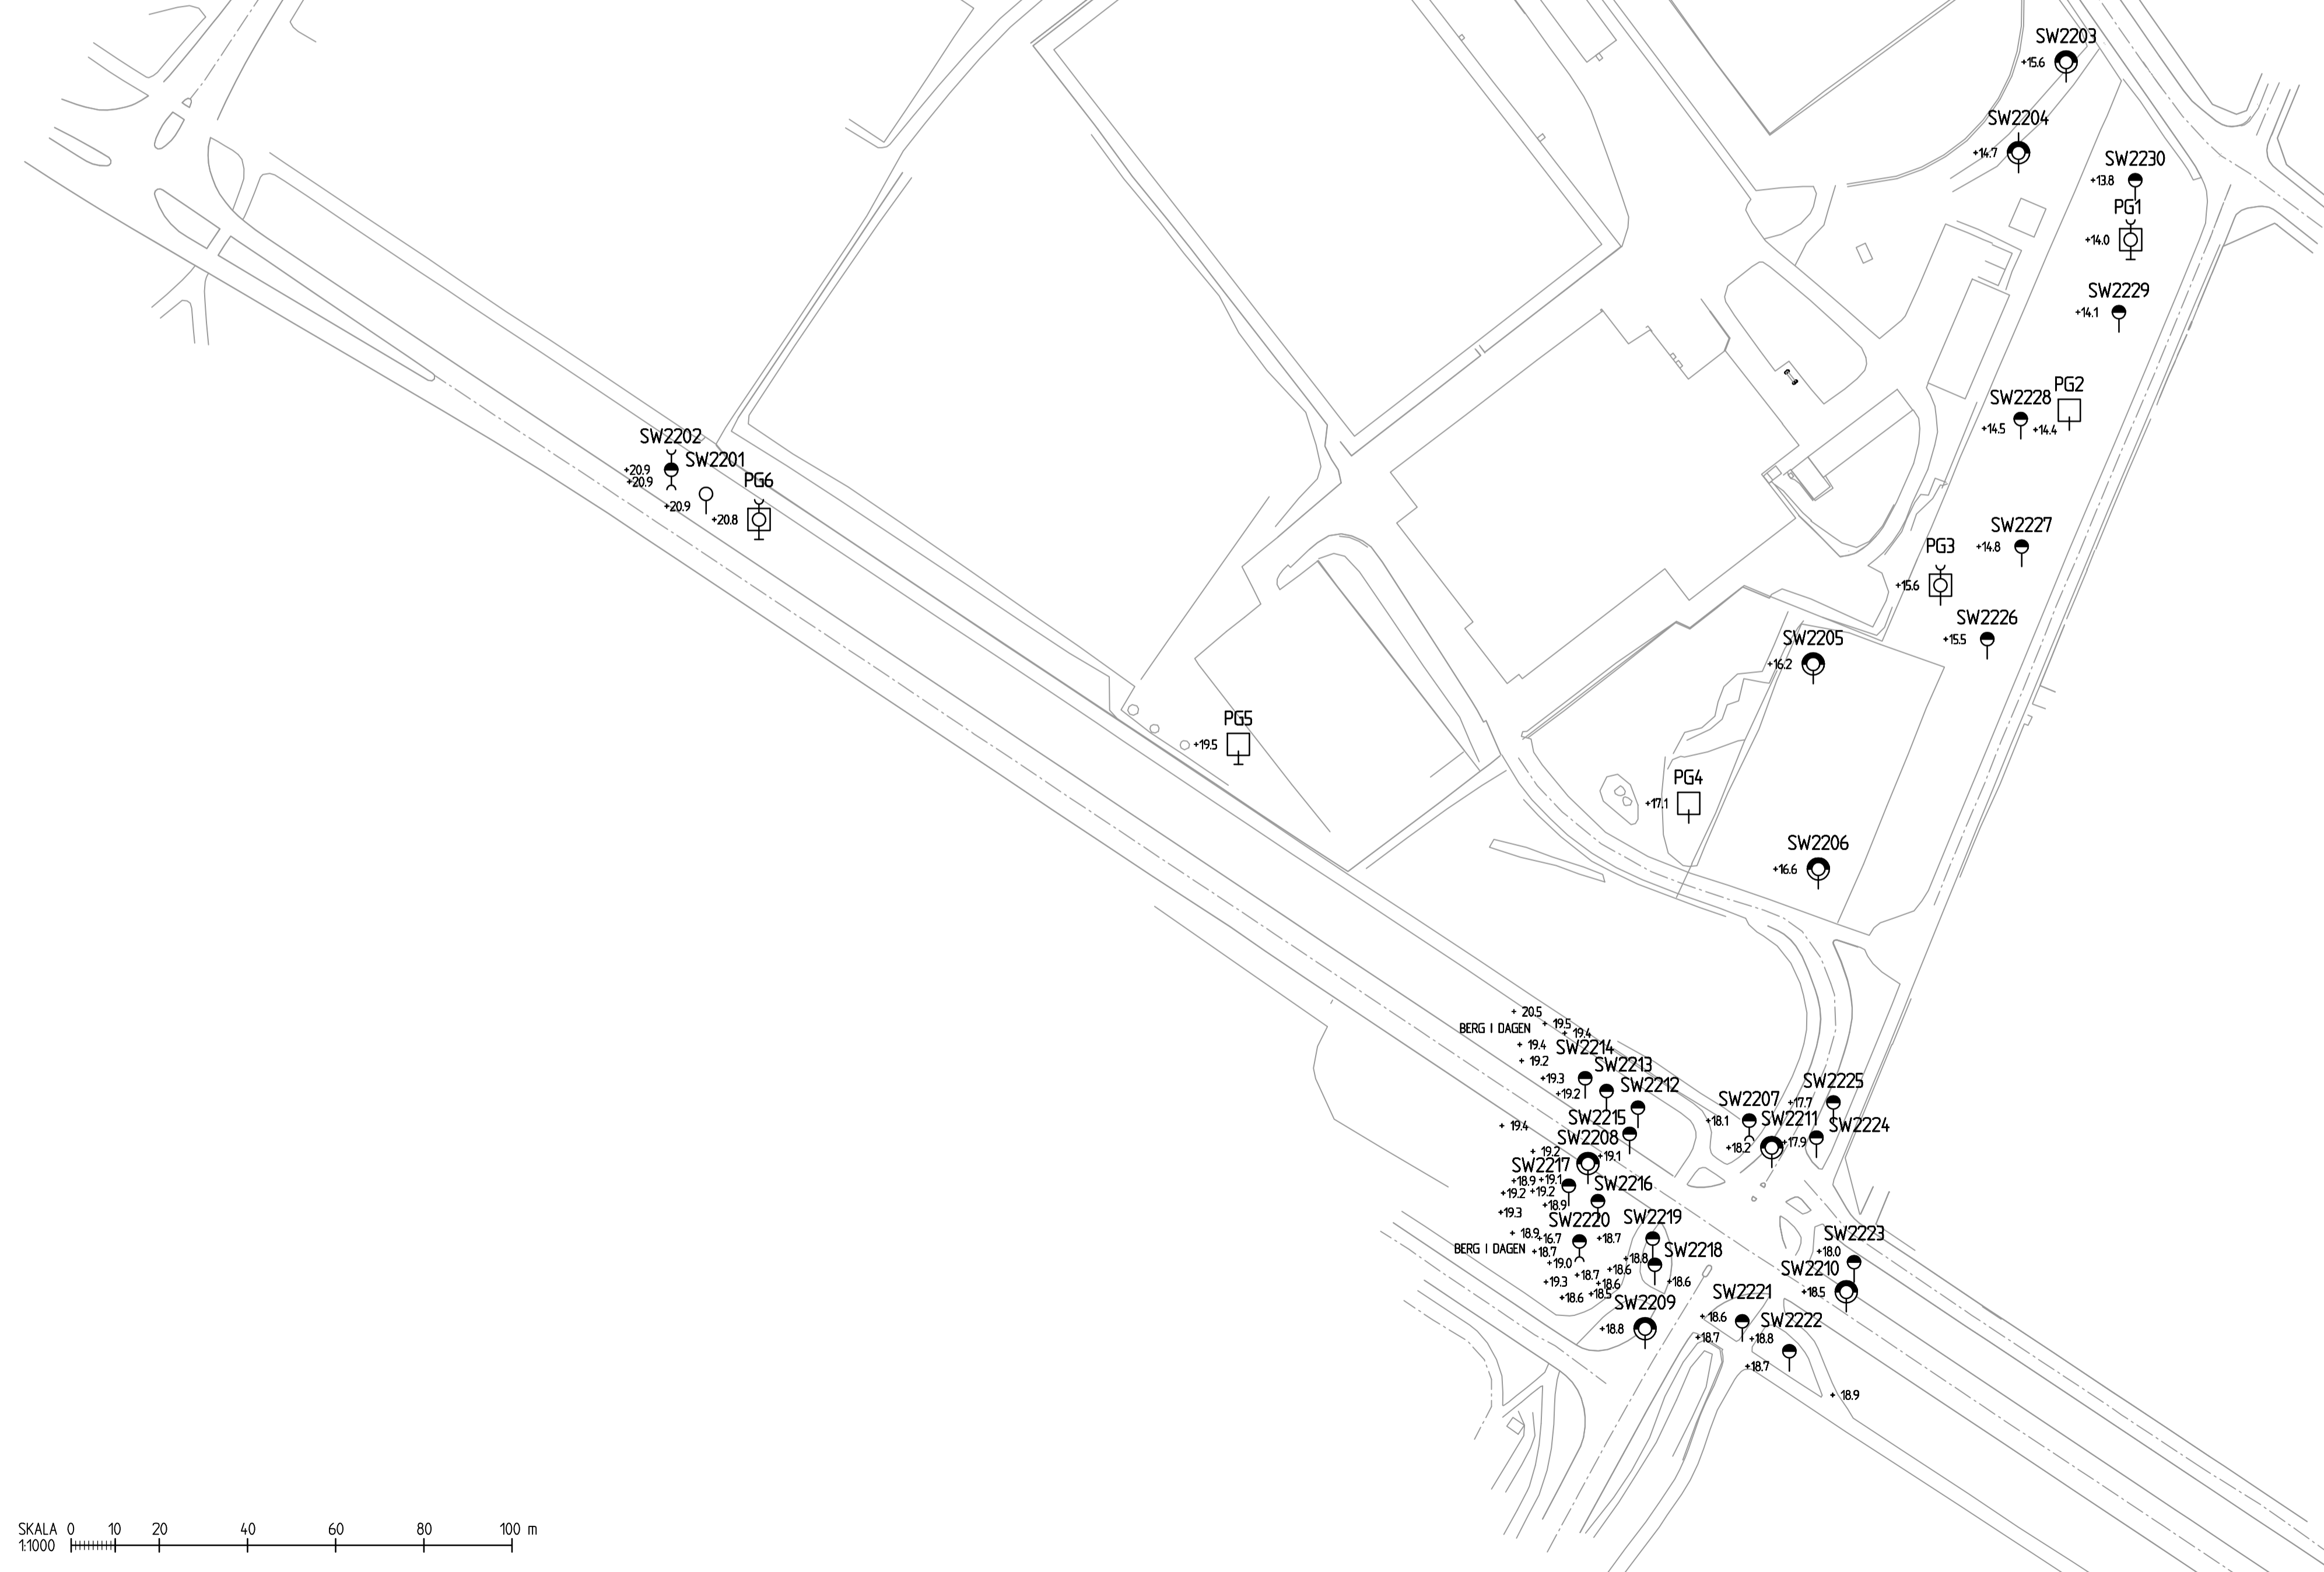 SW2203
+15.6
SW2204
+14.7
SW2230
+13.8
PG1
+14.0
SW2229
+14.1
PG2
SW2228
+14.5
+14.4
SW2202
+20.9
+20.9
SW2201
+20.9
PG6
+20.8
SW2227
+14.8
PG3
+15.6
SW2226
+15.5
SW2205
+16.2
PG5
+19.5
PG4
+17.1
SW2206
+16.6
+ 20.5
BERG I DAGEN
+ 19.5
+ 19.4
+ 19.4
SW2214
+ 19.2
SW2213
+19.3
+19.2
SW2212
SW2225
+17.7
SW2207
+18.1
SW2215
SW2211
SW2224
+ 19.4
SW2208
+18.2
+17.9
+ 19.2
+19.1
SW2217
+18.9
+19.1
SW2216
+19.2
+19.2
+18.9
+19.3
SW2220
SW2219
+ 18.9
+16.7
+18.7
SW2223
BERG I DAGEN
+18.7
SW2218
+18.0
+19.0
+18.8
+18.6
SW2210
+18.7
+19.3
+18.6
+18.6
+18.6
+18.5
SW2221
+18.5
SW2209
+18.8
+18.6
SW2222
+18.7
+18.8
+18.7
+ 18.9
SKALA 0 10 20 40 60 80 100 m
1:1000